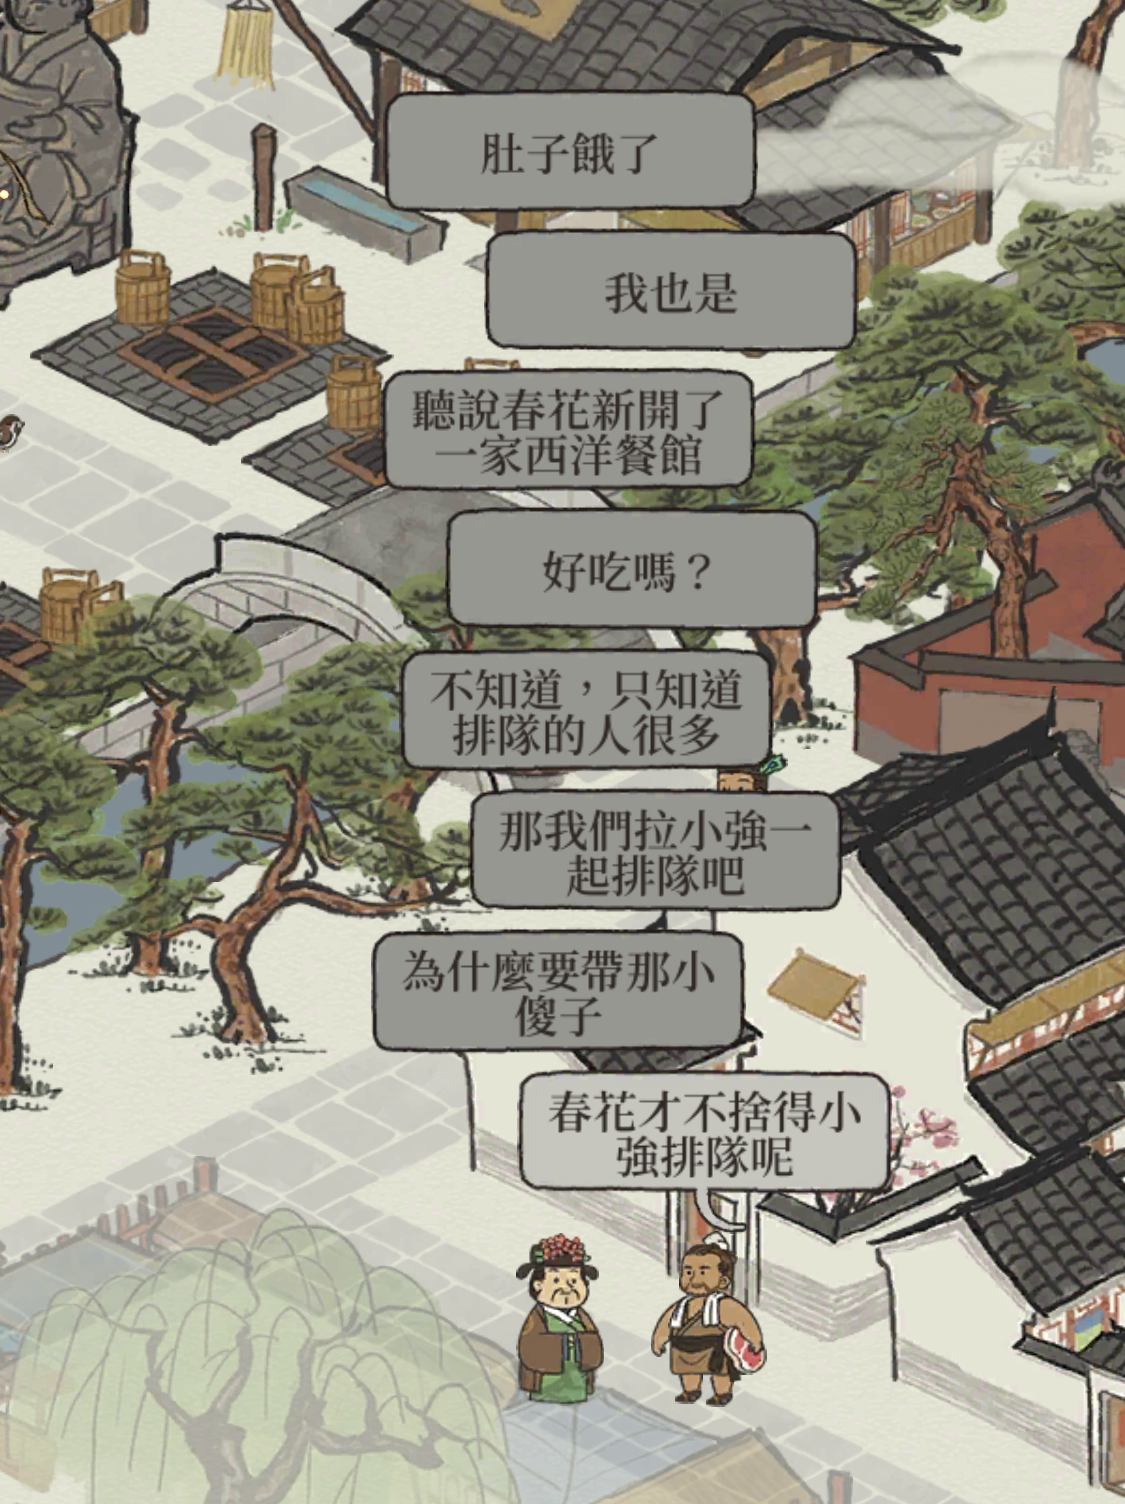 肚子餓了
我也是
聽說春花新開了
一家西洋餐館
好吃嗎？
不知道，只知道
排隊的人很多
那我們拉小強一
起排隊吧
為什麼要帶那小
傻子
春花才不捨得小
強排隊呢